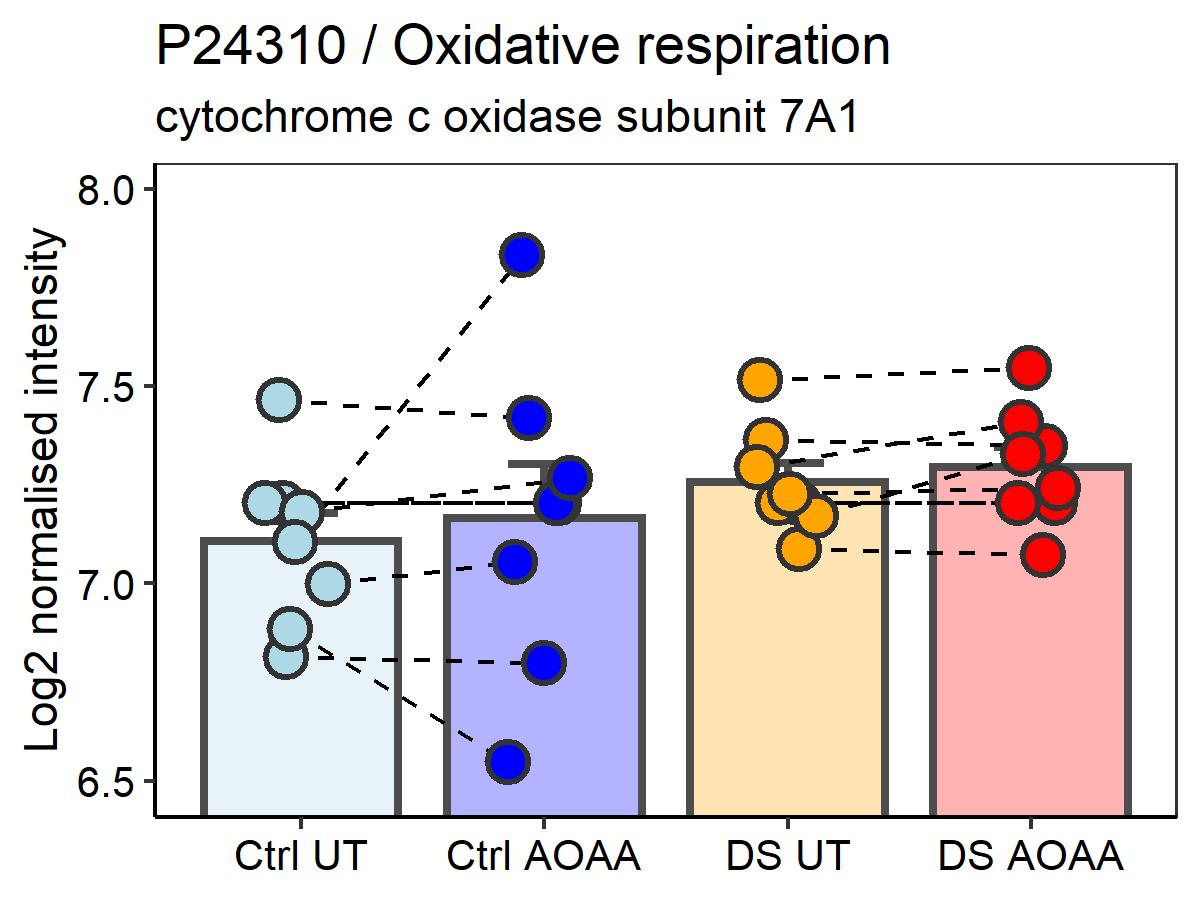 P24310 / Oxidative respiration
cytochrome c oxidase subunit 7A1
Log2 normalised intensity
8.0
7.5
7.0
6.5
Ctrl UT
Ctrl AOAA
DS UT
DS AOAA